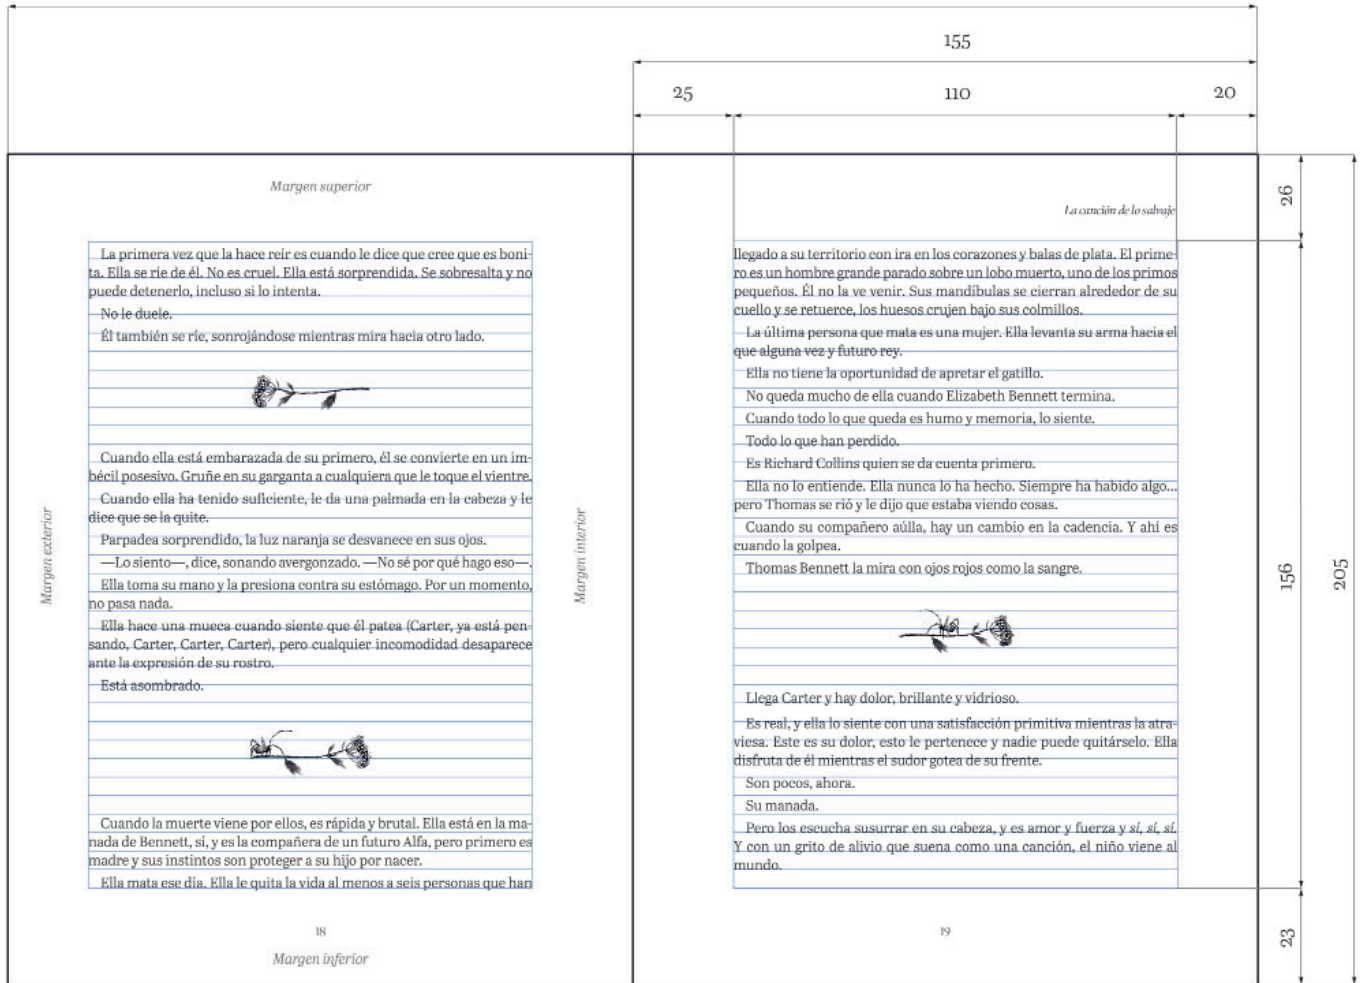 155
25
110
20
Margen superior
La primera vez que la hace reír es cuando le dice que cree que es boni-
ta. Ella se ríe de él. No es cruel. Ella está sorprendida. Se sobresalta y no
puede detenerlo, incluso si lo intenta.
No le duele.
Él también se ríe, sonrojándose mientras mira hacia otro lado.
Cuando ella está embarazada de su primero, él se convierte en un im-
bécil posesivo. Gruñe en su garganta a cualquiera que le toque el vientre.
Cuando ella ha tenido suficiente, le da una palmada en la cabeza y le
dice que se la quite.
Parpadea sorprendido, la luz naranja se desvanece en sus ojos.
—Lo siento—, dice, sonando avergonzado. —No sé por qué hago eso—.
Ella toma su mano y la presiona contra su estómago. Por un momento,
no pasa nada.
Ella hace una mueca cuando siente que él patea (Carter, ya está pen-
sando, Carter, Carter, Carter), pero cualquier incomodidad desaparece
ante la expresión de su rostro.
Está asombrado.
Cuando la muerte viene por ellos, es rápida y brutal. Ella está en la ma-
nada de Bennett, sí, y es la compañera de un futuro Alfa, pero primero es
madre y sus instintos son proteger a su hijo por nacer.
Ella mata ese día. Ella le quita la vida al menos a seis personas que han
18
Margen inferior
Margen exterior
Margen interior
La canción de lo salvaje
llegado a su territorio con ira en los corazones y balas de plata. El prime-
ro es un hombre grande parado sobre un lobo muerto, uno de los primos
pequeños. Él no la ve venir. Sus mandíbulas se cierran alrededor de su
cuello y se retuerce, los huesos crujen bajo sus colmillos.
La última persona que mata es una mujer. Ella levanta su arma hacia el
que alguna vez y futuro rey.
Ella no tiene la oportunidad de apretar el gatillo.
No queda mucho de ella cuando Elizabeth Bennett termina.
Cuando todo lo que queda es humo y memoria, lo siente.
Todo lo que han perdido.
Es Richard Collins quien se da cuenta primero.
Ella no lo entiende. Ella nunca lo ha hecho. Siempre ha habido algo...
pero Thomas se rió y le dijo que estaba viendo cosas.
Cuando su compañero aúlla, hay un cambio en la cadencia. Y ahí es
cuando la golpea.
Thomas Bennett la mira con ojos rojos como la sangre.
Llega Carter y hay dolor, brillante y vidrioso.
Es real, y ella lo siente con una satisfacción primitiva mientras la atra-
viesa. Este es su dolor, esto le pertenece y nadie puede quitárselo. Ella
disfruta de él mientras el sudor gotea de su frente.
Son pocos, ahora.
Su manada.
Pero los escucha susurrar en su cabeza, y es amor y fuerza y sí, sí, sí.
Y con un grito de alivio que suena como una canción, el niño viene al
mundo.
19
26
156
205
23